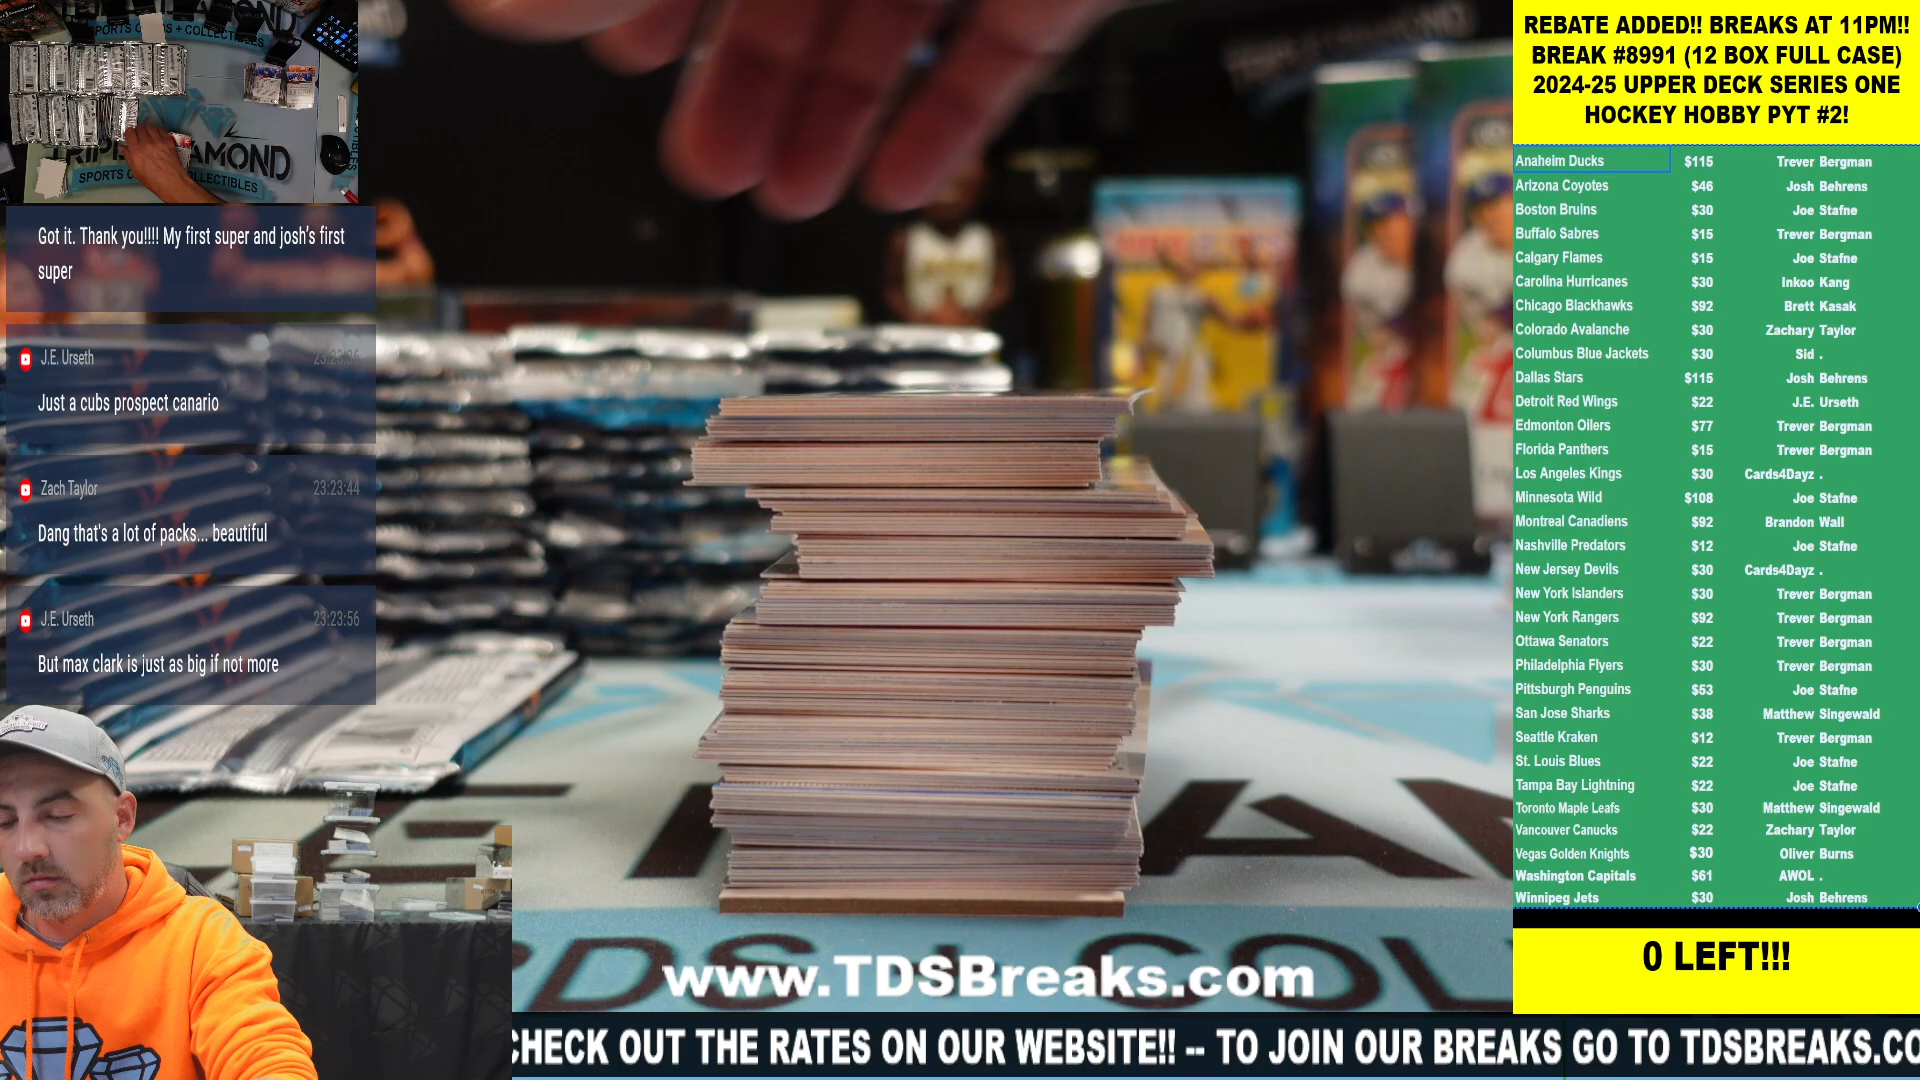 SPORTS CARDS + COLLECTIBLES
TRIPLE DIAMOND
SPORTS COLLECTIBLES
Got it. Thank you!!!! My first super and josh's first
super
J.E. Urseth
Just a cubs prospect canario
Zach Taylor 23:23:44
Dang that's a lot of packs... beautiful
J.E. Urseth 23:23:56
But max clark is just as big if not more
www.TDSBreaks.com
REBATE ADDED!! BREAKS AT 11PM!!
BREAK #8991 (12 BOX FULL CASE)
2024-25 UPPER DECK SERIES ONE
HOCKEY HOBBY PYT #2!
Anaheim Ducks $115 Trever Bergman
Arizona Coyotes $46 Josh Behrens
Boston Bruins $30 Joe Stafne
Buffalo Sabres $15 Trever Bergman
Calgary Flames $15 Joe Stafne
Carolina Hurricanes $30 Inkoo Kang
Chicago Blackhawks $92 Brett Kasak
Colorado Avalanche $30 Zachary Taylor
Columbus Blue Jackets $30 Sid .
Dallas Stars $115 Josh Behrens
Detroit Red Wings $22 J.E. Urseth
Edmonton Oilers $77 Trever Bergman
Florida Panthers $15 Trever Bergman
Los Angeles Kings $30 Cards4Dayz .
Minnesota Wild $108 Joe Stafne
Montreal Canadiens $92 Brandon Wall
Nashville Predators $12 Joe Stafne
New Jersey Devils $30 Cards4Dayz .
New York Islanders $30 Trever Bergman
New York Rangers $92 Trever Bergman
Ottawa Senators $22 Trever Bergman
Philadelphia Flyers $30 Trever Bergman
Pittsburgh Penguins $53 Joe Stafne
San Jose Sharks $38 Matthew Singewald
Seattle Kraken $12 Trever Bergman
St. Louis Blues $22 Joe Stafne
Tampa Bay Lightning $22 Joe Stafne
Toronto Maple Leafs $30 Matthew Singewald
Vancouver Canucks $22 Zachary Taylor
Vegas Golden Knights $30 Oliver Burns
Washington Capitals $61 AWOL .
Winnipeg Jets $30 Josh Behrens
0 LEFT!!!
CHECK OUT THE RATES ON OUR WEBSITE!! -- TO JOIN OUR BREAKS GO TO TDSBREAKS.CO